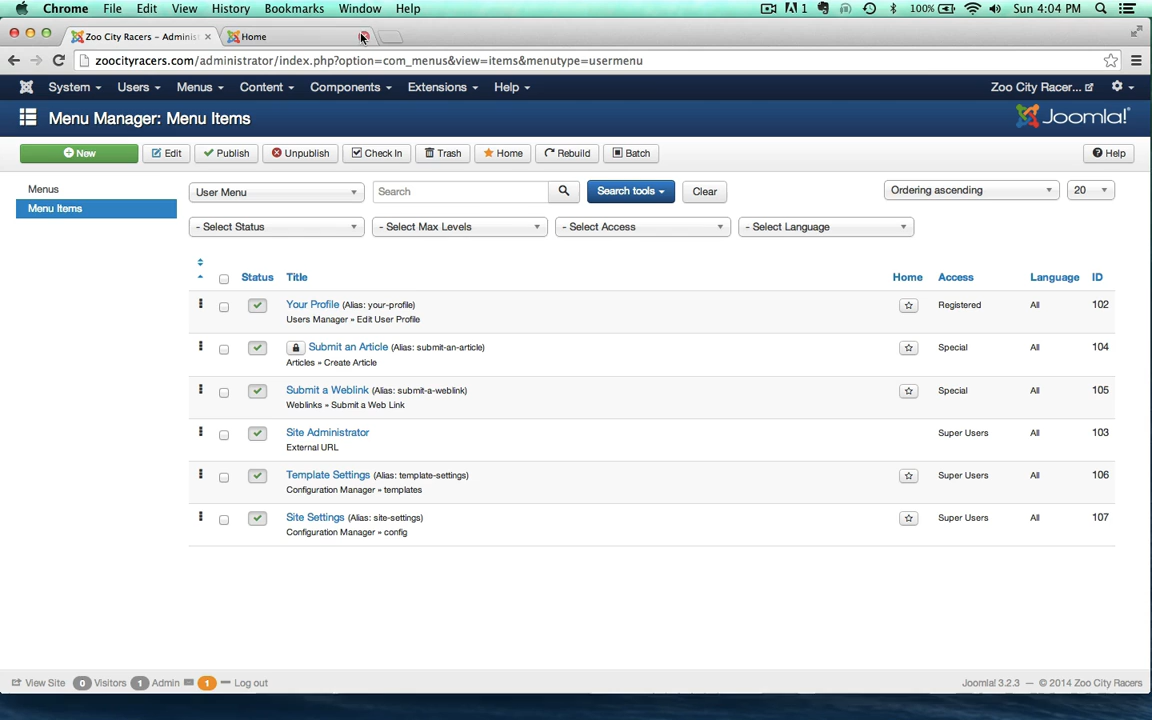 Chrome File Edit View History Bookmarks Window Help 1 100% Sun 4:04 PM
Zoo City Racers - Adminis Home
zoocityracers.com/administrator/index.php?option=com_menus&view=items&menutype=usermenu
System Users Menus Content Components Extensions Help Zoo City Racer...
Menu Manager: Menu Items Joomla!
New Edit Publish Unpublish Check In Trash Home Rebuild Batch Help
Menus
Menu Items
User Menu Search Search tools Clear Ordering ascending 20
- Select Status - Select Max Levels - Select Access - Select Language
Status Title Home Access Language ID
Your Profile (Alias: your-profile) Registered All 102
Users Manager » Edit User Profile
Submit an Article (Alias: submit-an-article) Special All 104
Articles » Create Article
Submit a Weblink (Alias: submit-a-weblink) Special All 105
Weblinks » Submit a Web Link
Site Administrator Super Users All 103
External URL
Template Settings (Alias: template-settings) Super Users All 106
Configuration Manager » templates
Site Settings (Alias: site-settings) Super Users All 107
Configuration Manager » config
View Site 0 Visitors 1 Admin 1 Log out Joomla! 3.2.3 — © 2014 Zoo City Racers